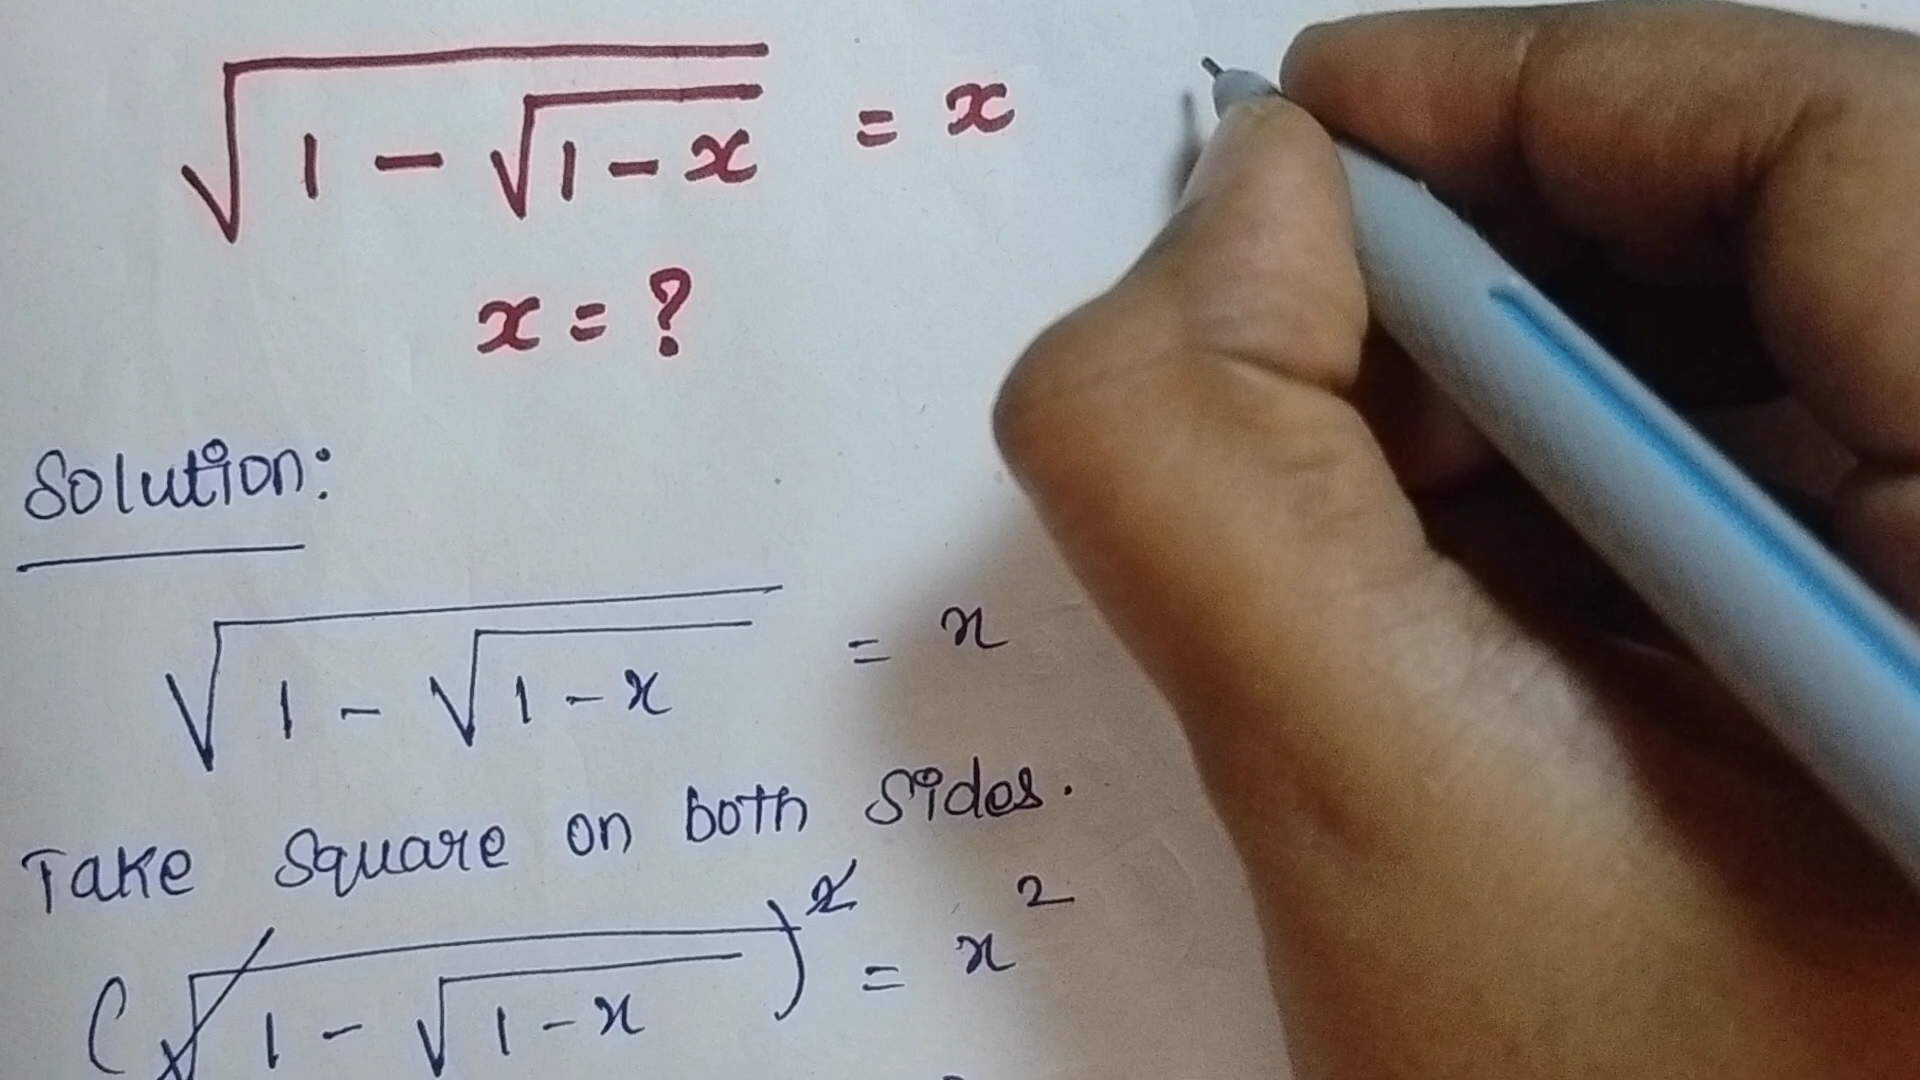 √(1 - √(1 - x)) = x
x = ?
Solution:
√(1 - √(1 - x)) = x
Take Square on both sides.
(√(1 - √(1 - x)))² = x²